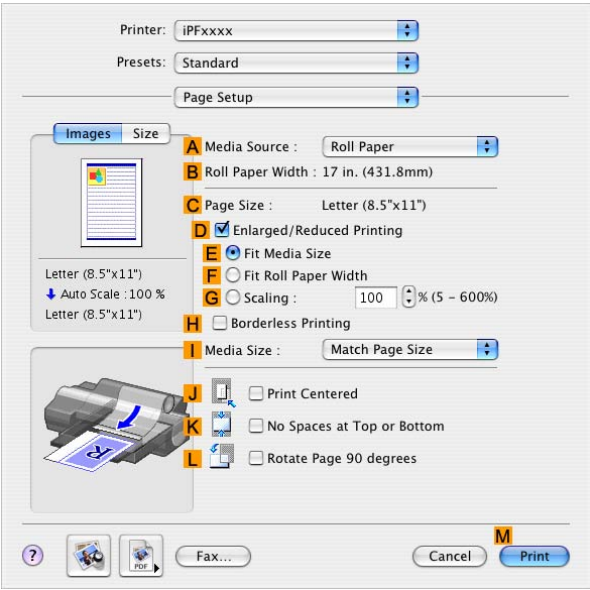 Printer: iPFxxxx
Presets: Standard
Page Setup
Images Size
A Media Source : Roll Paper
B Roll Paper Width : 17 in. (431.8mm)
C Page Size : Letter (8.5"x11")
D Enlarged/Reduced Printing
E Fit Media Size
F Fit Roll Paper Width
G Scaling : 100 % (5 - 600%)
Letter (8.5"x11")
Auto Scale :100 %
Letter (8.5"x11")
H Borderless Printing
I Media Size : Match Page Size
J Print Centered
K No Spaces at Top or Bottom
L Rotate Page 90 degrees
R
M
? PDF Fax... Cancel Print